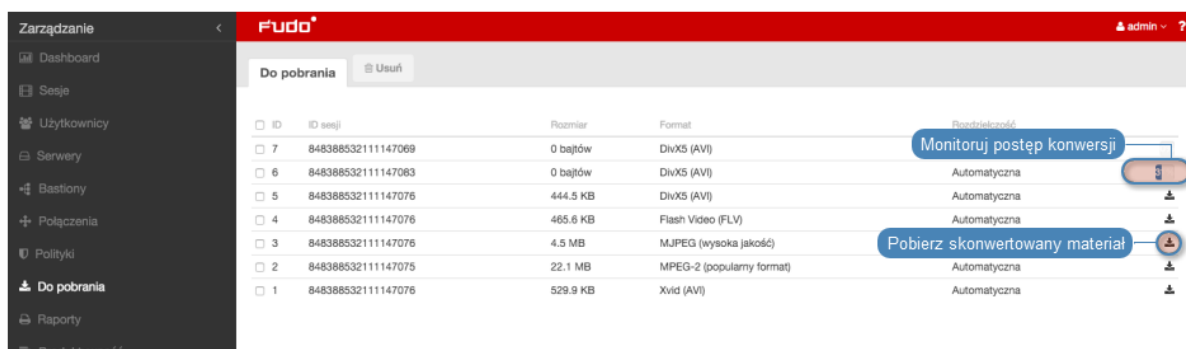 Zarządzanie
Fudo
admin
?
Dashboard
Sesje
Użytkownicy
Serwery
Bastiony
Połączenia
Polityki
Do pobrania
Raporty
Do pobrania
Usuń
ID ID sesji Rozmiar Format Rozdzielczość
Monitoruj postęp konwersji
7 848388532111147069 0 bajtów DivX5 (AVI)
6 848388532111147083 0 bajtów DivX5 (AVI) Automatyczna
5 848388532111147076 444.5 KB DivX5 (AVI) Automatyczna
4 848388532111147076 465.6 KB Flash Video (FLV) Automatyczna
3 848388532111147076 4.5 MB MJPEG (wysoka jakość)
Pobierz skonwertowany materiał
2 848388532111147075 22.1 MB MPEG-2 (popularny format) Automatyczna
1 848388532111147076 529.9 KB Xvid (AVI) Automatyczna